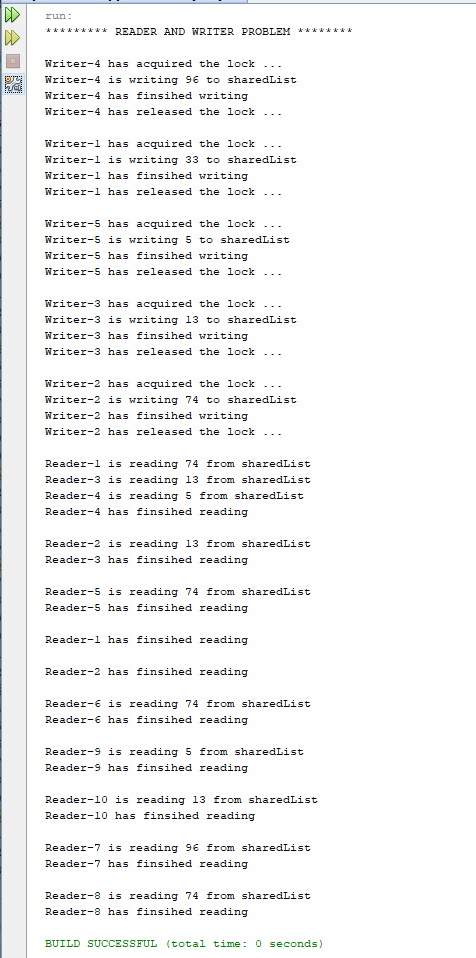 run:
********* READER AND WRITER PROBLEM ********
Writer-4 has acquired the lock ...
Writer-4 is writing 96 to sharedList
Writer-4 has finsihed writing
Writer-4 has released the lock ...
Writer-1 has acquired the lock ...
Writer-1 is writing 33 to sharedList
Writer-1 has finsihed writing
Writer-1 has released the lock ...
Writer-5 has acquired the lock ...
Writer-5 is writing 5 to sharedList
Writer-5 has finsihed writing
Writer-5 has released the lock ...
Writer-3 has acquired the lock ...
Writer-3 is writing 13 to sharedList
Writer-3 has finsihed writing
Writer-3 has released the lock ...
Writer-2 has acquired the lock ...
Writer-2 is writing 74 to sharedList
Writer-2 has finsihed writing
Writer-2 has released the lock ...
Reader-1 is reading 74 from sharedList
Reader-3 is reading 13 from sharedList
Reader-4 is reading 5 from sharedList
Reader-4 has finsihed reading
Reader-2 is reading 13 from sharedList
Reader-3 has finsihed reading
Reader-5 is reading 74 from sharedList
Reader-5 has finsihed reading
Reader-1 has finsihed reading
Reader-2 has finsihed reading
Reader-6 is reading 74 from sharedList
Reader-6 has finsihed reading
Reader-9 is reading 5 from sharedList
Reader-9 has finsihed reading
Reader-10 is reading 13 from sharedList
Reader-10 has finsihed reading
Reader-7 is reading 96 from sharedList
Reader-7 has finsihed reading
Reader-8 is reading 74 from sharedList
Reader-8 has finsihed reading
BUILD SUCCESSFUL (total time: 0 seconds)